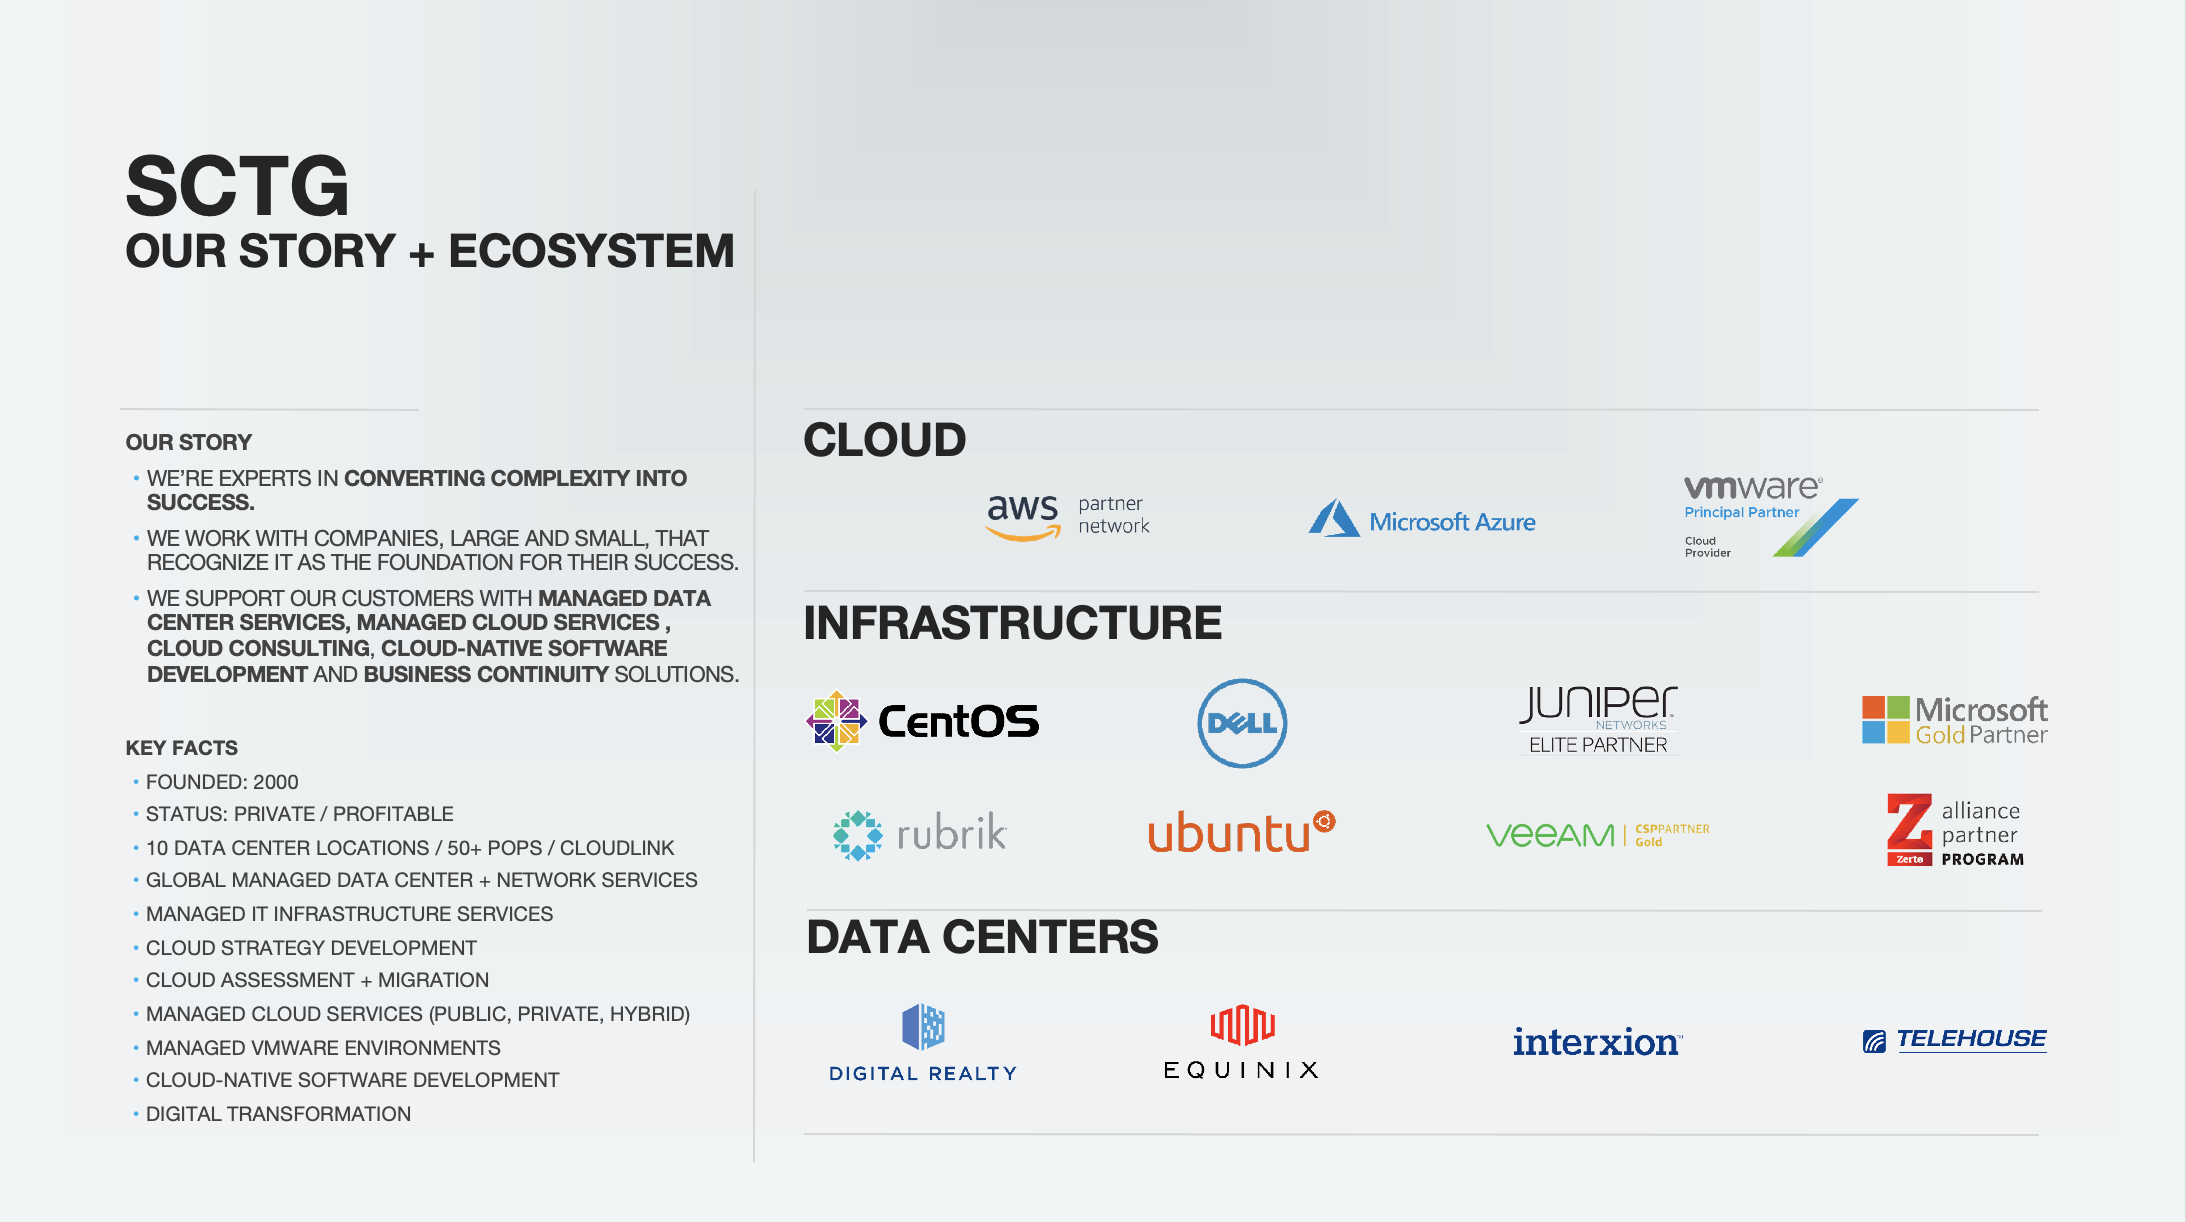 SCTG
OUR STORY + ECOSYSTEM
OUR STORY
• WE’RE EXPERTS IN CONVERTING COMPLEXITY INTO
SUCCESS.
• WE WORK WITH COMPANIES, LARGE AND SMALL, THAT
RECOGNIZE IT AS THE FOUNDATION FOR THEIR SUCCESS.
• WE SUPPORT OUR CUSTOMERS WITH MANAGED DATA
CENTER SERVICES, MANAGED CLOUD SERVICES ,
CLOUD CONSULTING, CLOUD-NATIVE SOFTWARE
DEVELOPMENT AND BUSINESS CONTINUITY SOLUTIONS.
KEY FACTS
• FOUNDED: 2000
• STATUS: PRIVATE / PROFITABLE
• 10 DATA CENTER LOCATIONS / 50+ POPS / CLOUDLINK
• GLOBAL MANAGED DATA CENTER + NETWORK SERVICES
• MANAGED IT INFRASTRUCTURE SERVICES
• CLOUD STRATEGY DEVELOPMENT
• CLOUD ASSESSMENT + MIGRATION
• MANAGED CLOUD SERVICES (PUBLIC, PRIVATE, HYBRID)
• MANAGED VMWARE ENVIRONMENTS
• CLOUD-NATIVE SOFTWARE DEVELOPMENT
• DIGITAL TRANSFORMATION
CLOUD
aws partner
network
Microsoft Azure
vmware®
Principal Partner
Cloud
Provider
INFRASTRUCTURE
CentOS
DELL
JUNIPER
NETWORKS
ELITE PARTNER
Microsoft
Gold Partner
rubrik
ubuntu
veeAM | CSPPARTNER
Gold
Z alliance
partner
Zerto PROGRAM
DATA CENTERS
DIGITAL REALTY
EQUINIX
interxion™
TELEHOUSE